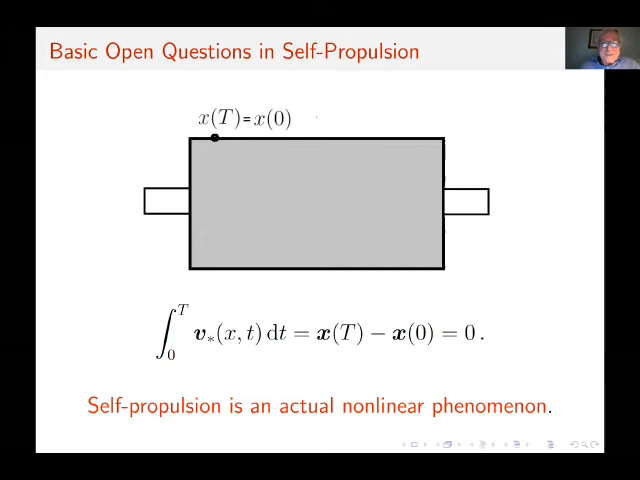 Basic Open Questions in Self-Propulsion
x(T)=x(0)
∫₀ᵀ v∗(x, t) dt = x(T) − x(0) = 0 .
Self-propulsion is an actual nonlinear phenomenon.